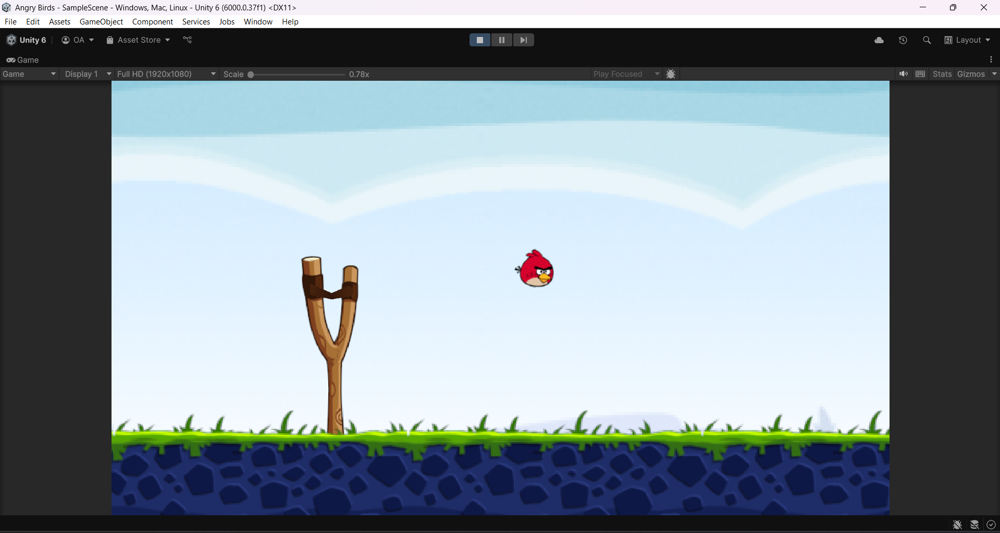 Angry Birds - SampleScene - Windows, Mac, Linux - Unity 6 (6000.0.37f1) <DX11>
File Edit Assets GameObject Component Services Jobs Window Help
Unity 6 OA Asset Store Layout
Game
Game Display 1 Full HD (1920x1080) Scale 0.78x Play Focused Stats Gizmos